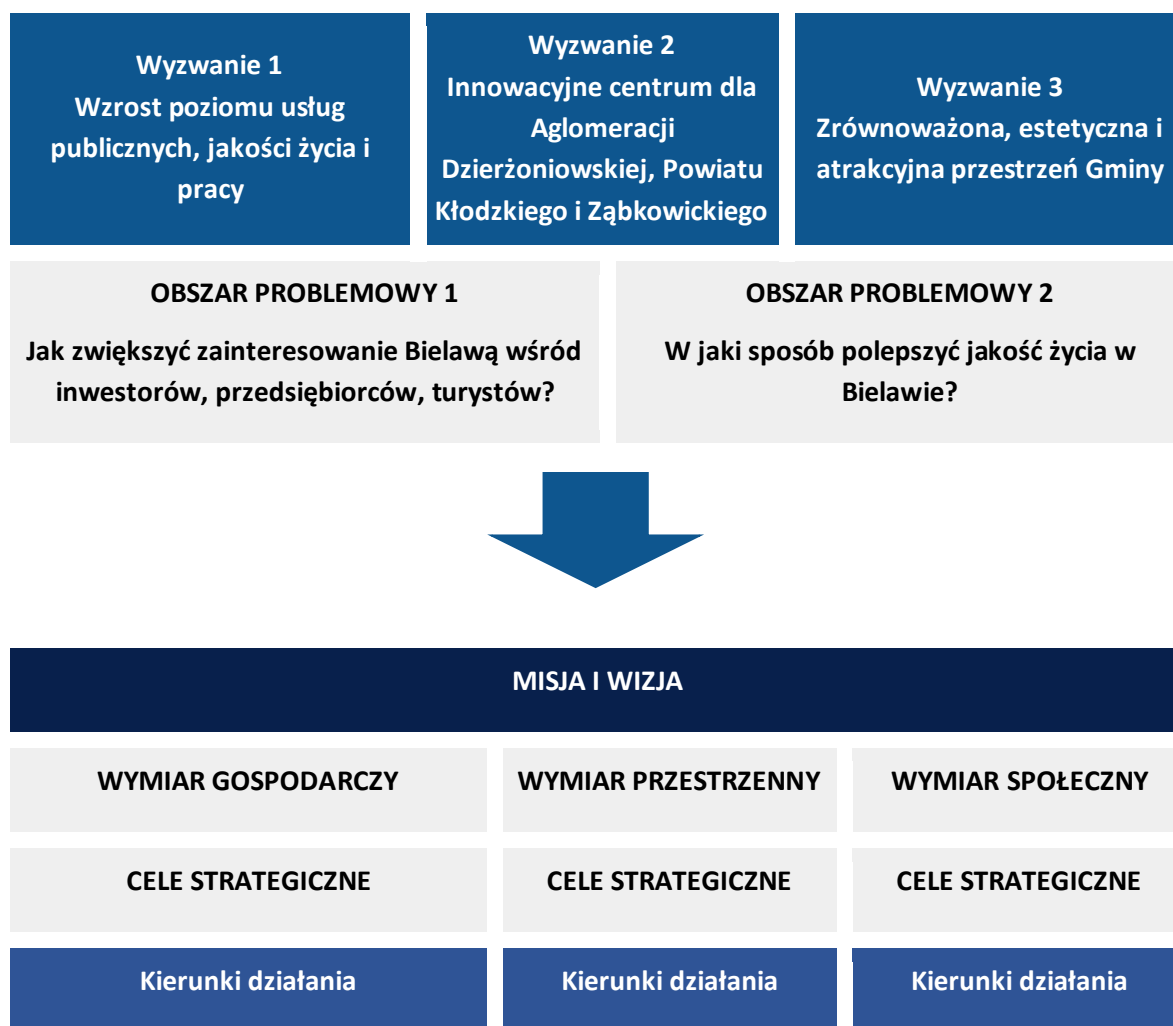 Wyzwanie 1
Wzrost poziomu usług
publicznych, jakości życia i
pracy
Wyzwanie 2
Innowacyjne centrum dla
Aglomeracji
Dzierżoniowskiej, Powiatu
Kłodzkiego i Ząbkowickiego
Wyzwanie 3
Zrównoważona, estetyczna i
atrakcyjna przestrzeń Gminy
OBSZAR PROBLEMOWY 1
Jak zwiększyć zainteresowanie Bielawą wśród
inwestorów, przedsiębiorców, turystów?
OBSZAR PROBLEMOWY 2
W jaki sposób polepszyć jakość życia w
Bielawie?
MISJA I WIZJA
WYMIAR GOSPODARCZY
WYMIAR PRZESTRZENNY
WYMIAR SPOŁECZNY
CELE STRATEGICZNE
CELE STRATEGICZNE
CELE STRATEGICZNE
Kierunki działania
Kierunki działania
Kierunki działania